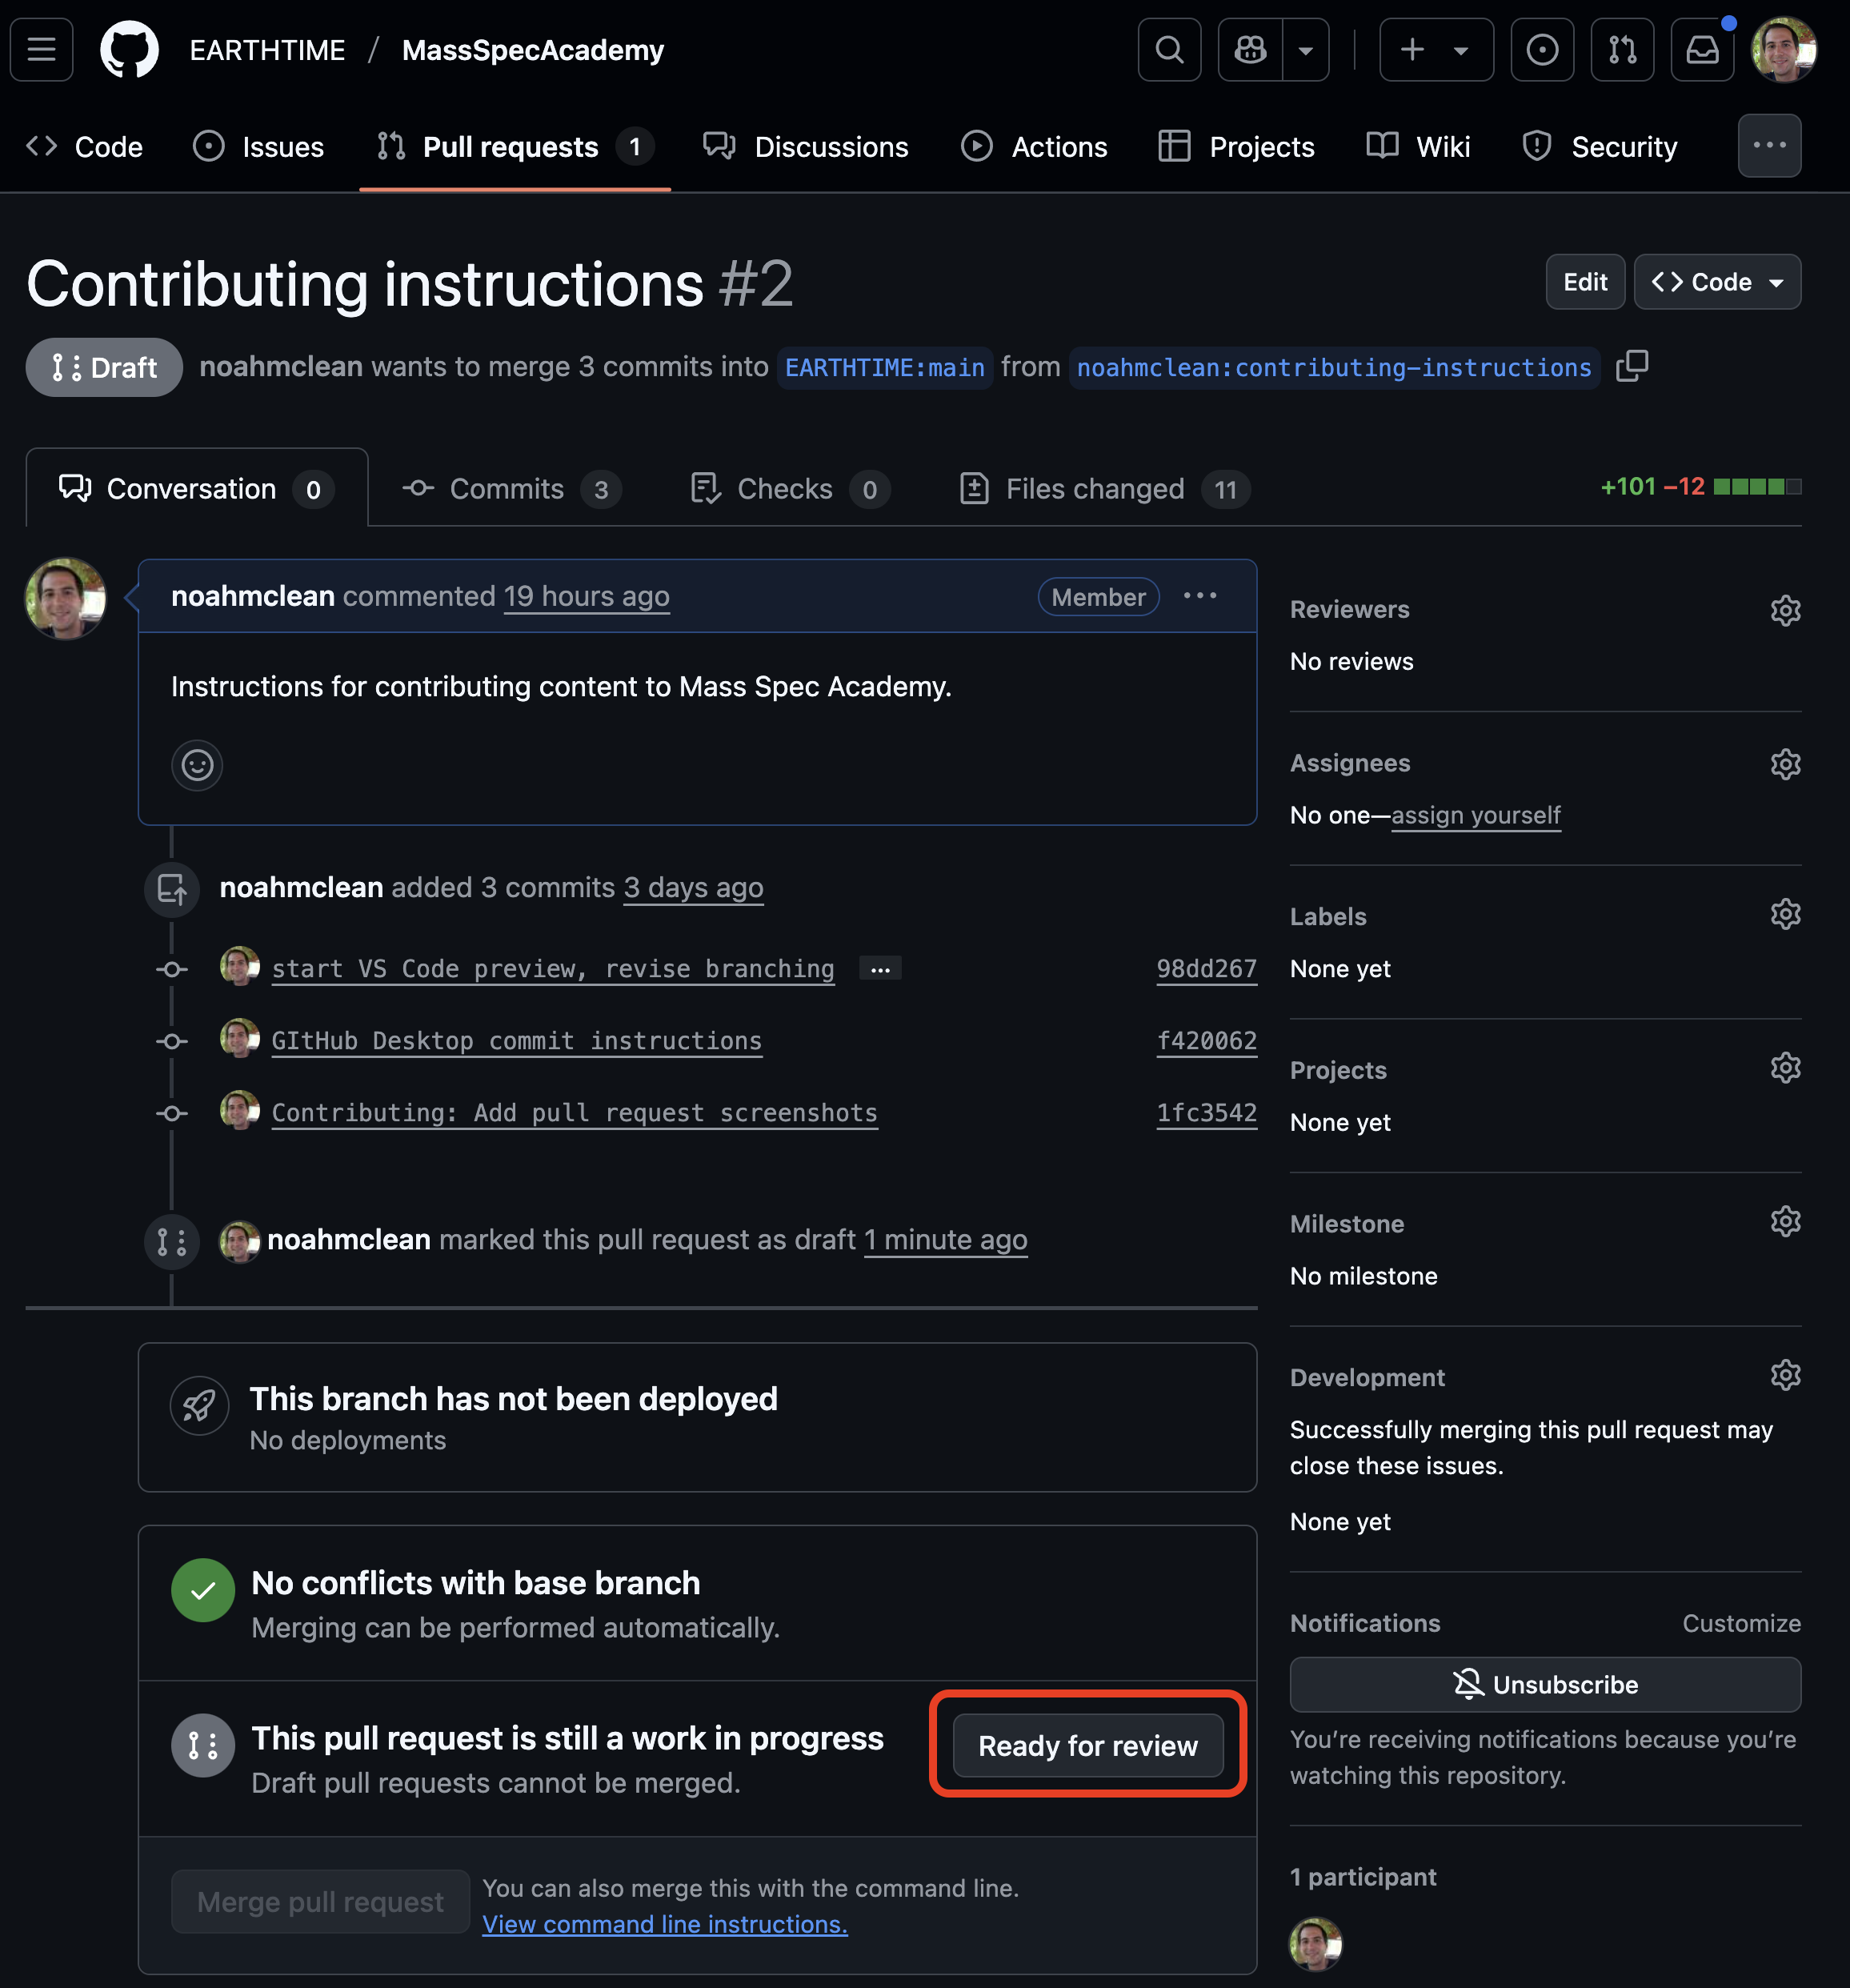 EARTHTIME / MassSpecAcademy
Code Issues Pull requests 1 Discussions Actions Projects Wiki Security
Contributing instructions #2
Edit Code
Draft noahmclean wants to merge 3 commits into EARTHTIME:main from noahmclean:contributing-instructions
Conversation 0 Commits 3 Checks 0 Files changed 11 +101 −12
noahmclean commented 19 hours ago Member
Instructions for contributing content to Mass Spec Academy.
noahmclean added 3 commits 3 days ago
start VS Code preview, revise branching ... 98dd267
GItHub Desktop commit instructions f420062
Contributing: Add pull request screenshots 1fc3542
noahmclean marked this pull request as draft 1 minute ago
This branch has not been deployed
No deployments
No conflicts with base branch
Merging can be performed automatically.
This pull request is still a work in progress
Draft pull requests cannot be merged.
Ready for review
Merge pull request
You can also merge this with the command line.
View command line instructions.
Reviewers
No reviews
Assignees
No one—assign yourself
Labels
None yet
Projects
None yet
Milestone
No milestone
Development
Successfully merging this pull request may
close these issues.
None yet
Notifications Customize
Unsubscribe
You’re receiving notifications because you’re
watching this repository.
1 participant